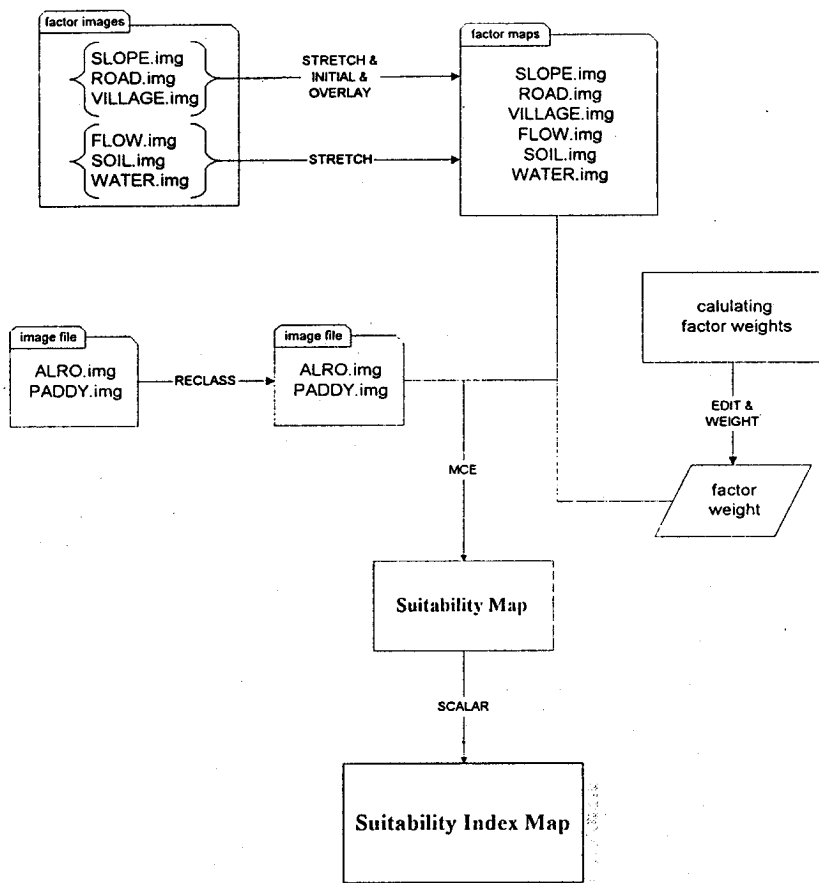 factor images
SLOPE.img
ROAD.img
VILLAGE.img
FLOW.img
SOIL.img
WATER.img
STRETCH &
INITIAL &
OVERLAY
STRETCH
factor maps
SLOPE.img
ROAD.img
VILLAGE.img
FLOW.img
SOIL.img
WATER.img
calulating
factor weights
image file
ALRO.img
PADDY.img
RECLASS
image file
ALRO.img
PADDY.img
EDIT &
WEIGHT
MCE
factor
weight
Suitability Map
SCALAR
Suitability Index Map